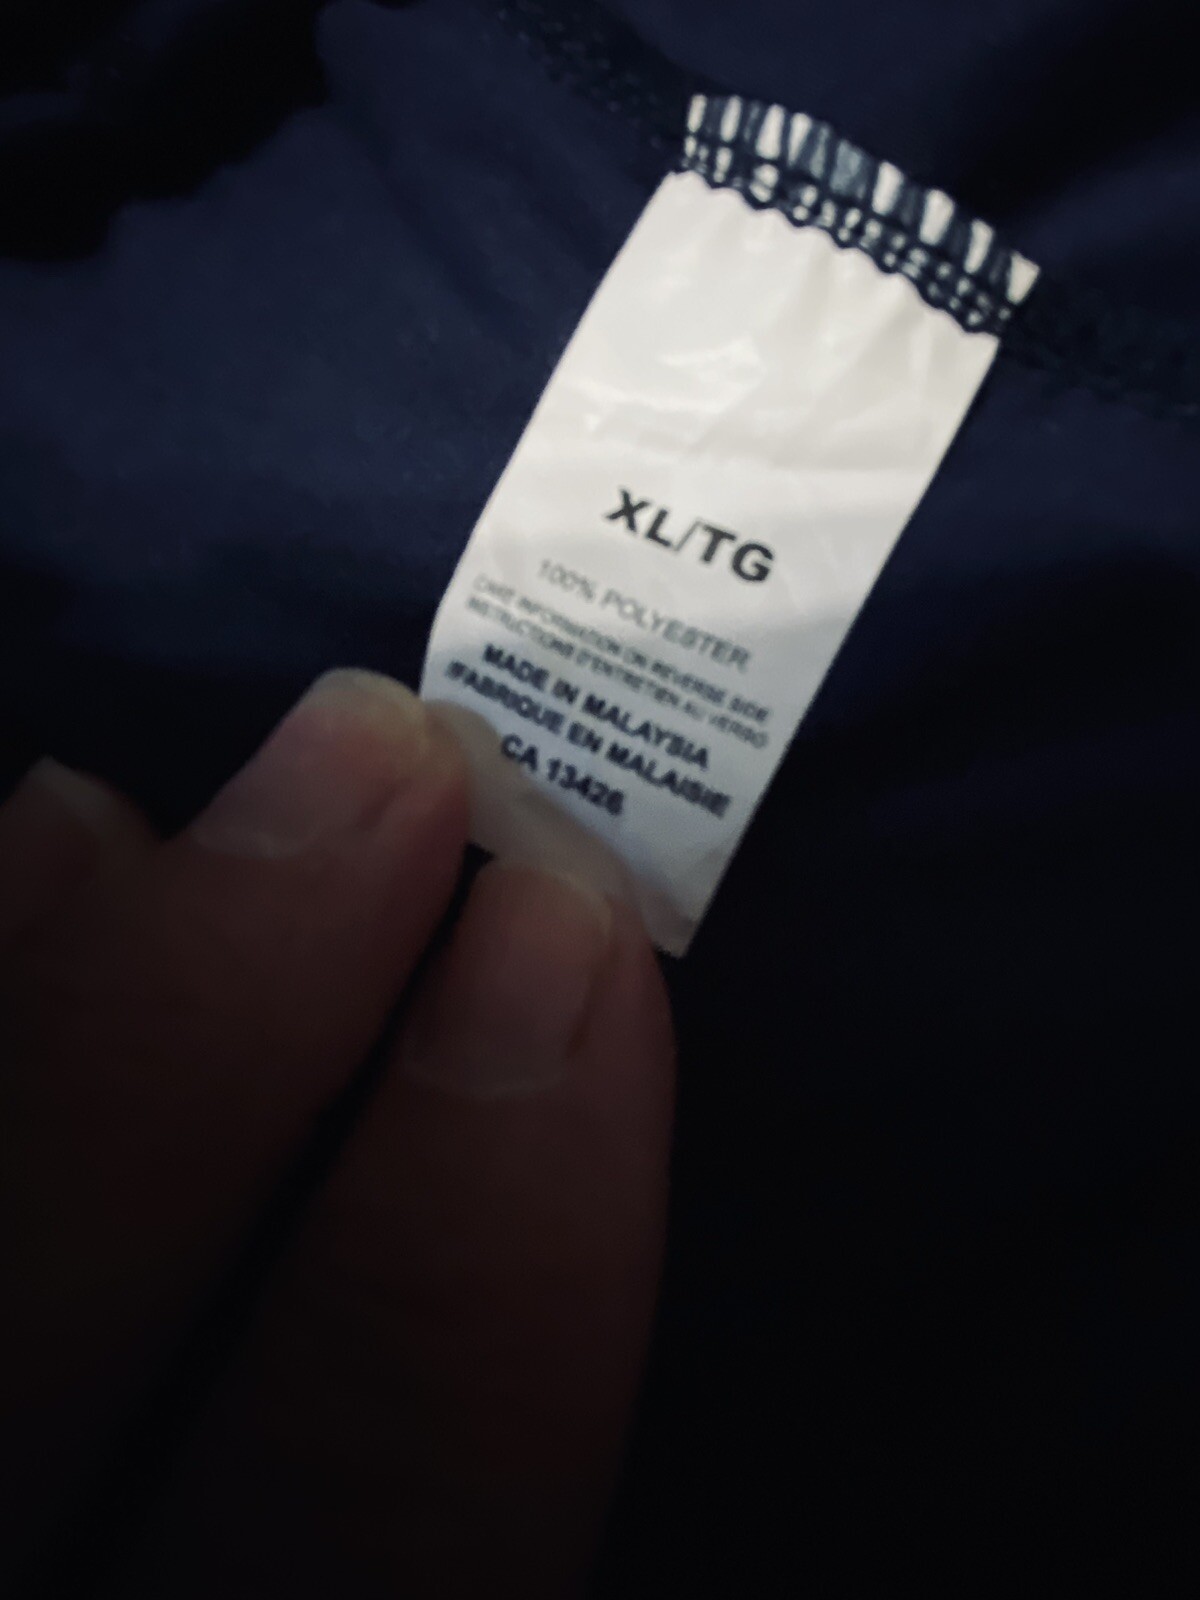 XL/TG
100% POLYESTER
CARE INFORMATION ON REVERSE SIDE
INSTRUCTIONS D'ENTRETIEN AU VERSO
MADE IN MALAYSIA
/FABRIQUE EN MALAISIE
CA 13426